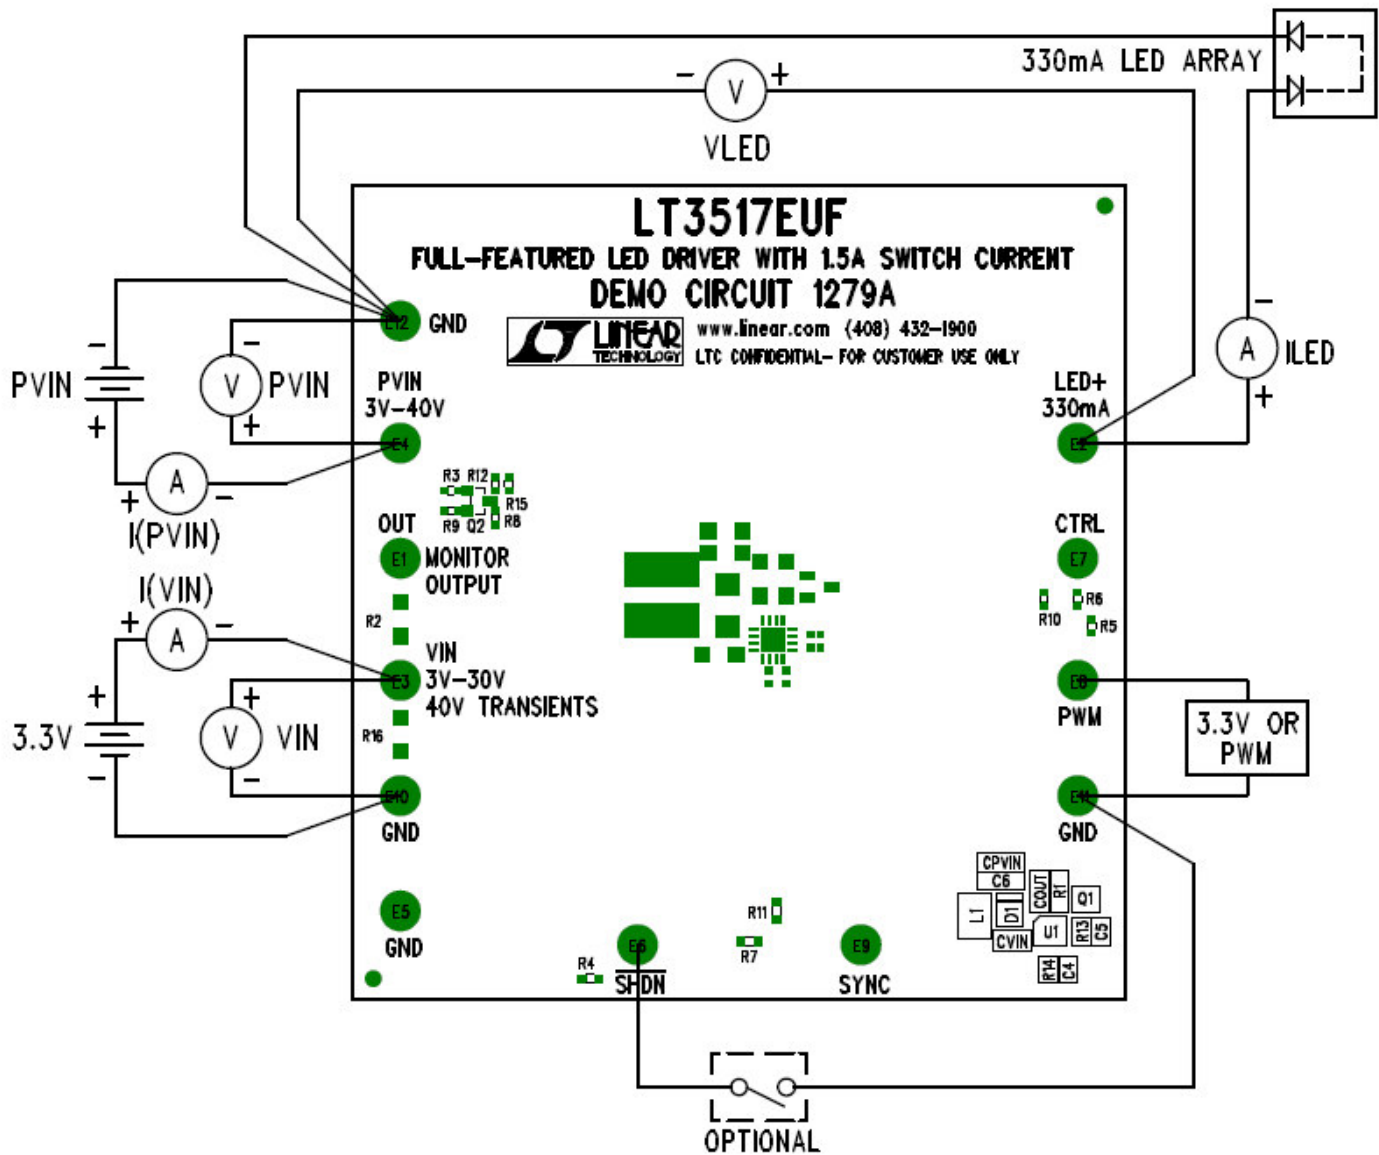 330mA LED ARRAY
- V +
VLED
LT3517EUF
FULL-FEATURED LED DRIVER WITH 1.5A SWITCH CURRENT
DEMO CIRCUIT 1279A
LT LINEAR TECHNOLOGY
www.linear.com (408) 432-1900
LTC CONFIDENTIAL- FOR CUSTOMER USE ONLY
E12 GND
- PVIN +
- V PVIN +
PVIN
3V-40V
E4
+ A -
I(PVIN)
LED+
330mA
E2
- A ILED +
R3 R12
R15
R9 Q2 R8
OUT
E1 MONITOR
OUTPUT
CTRL
E7
R10 R6
R5
I(VIN)
+ A -
R2
VIN
E3 3V-30V
40V TRANSIENTS
+ 3.3V -
+ V VIN -
R16
E10
GND
E8
PWM
3.3V OR
PWM
E11
GND
E5
GND
R11
R7
R4
E6
SHDN
E9
SYNC
CPVIN
C6
L1
D1
COUT
R1
Q1
CVIN
U1
R13
C5
R14
C4
OPTIONAL